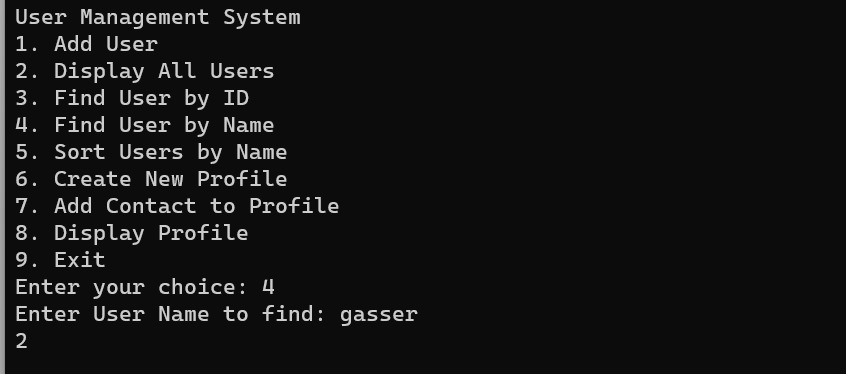 User Management System
1. Add User
2. Display All Users
3. Find User by ID
4. Find User by Name
5. Sort Users by Name
6. Create New Profile
7. Add Contact to Profile
8. Display Profile
9. Exit
Enter your choice: 4
Enter User Name to find: gasser
2